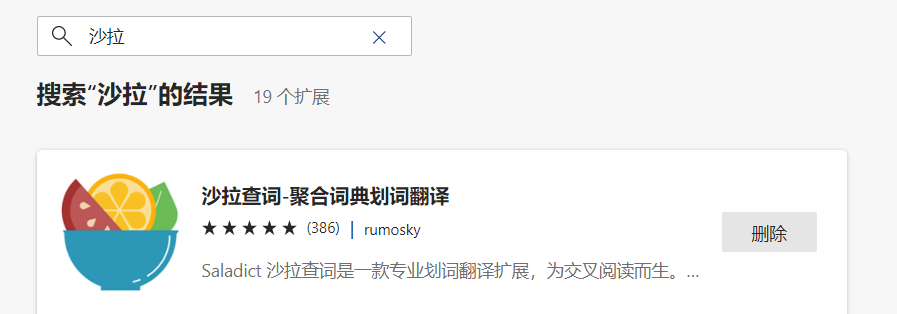 沙拉
搜索“沙拉”的结果 19 个扩展
沙拉查词-聚合词典划词翻译
(386) | rumosky
删除
Saladict 沙拉查词是一款专业划词翻译扩展，为交叉阅读而生。...